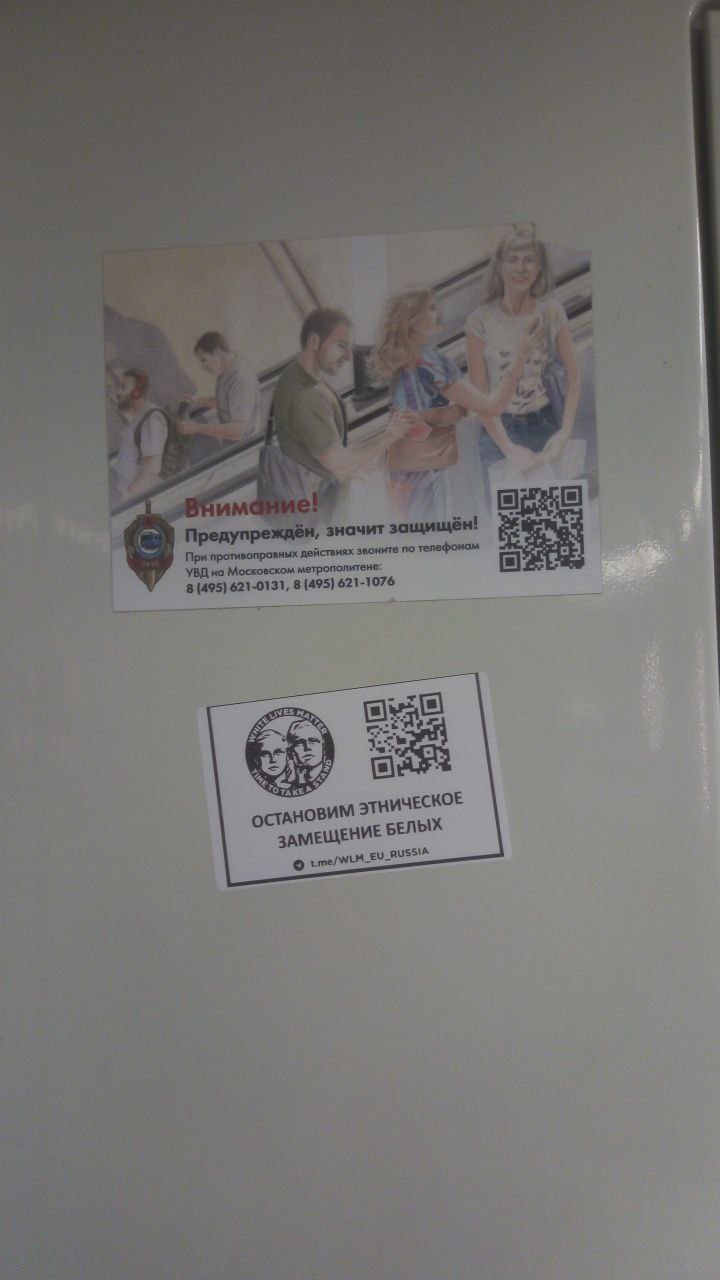 Внимание!
Предупреждён, значит защищён!
При противоправных действиях звоните по телефонам
УВД на Московском метрополитене:
8 (495) 621-0131, 8 (495) 621-1076
WHITE LIVES MATTER
TIME TO TAKE A STAND
ОСТАНОВИМ ЭТНИЧЕСКОЕ
ЗАМЕЩЕНИЕ БЕЛЫХ
t.me/WLM_EU_RUSSIA